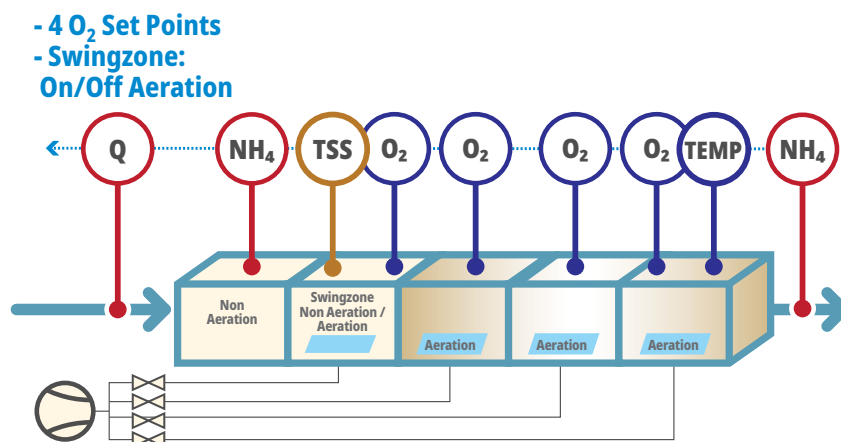 - 4 O₂ Set Points
- Swingzone:
On/Off Aeration
Q
NH₄
TSS
O₂
O₂
O₂
O₂
TEMP
NH₄
Non
Aeration
Swingzone
Non Aeration /
Aeration
Aeration
Aeration
Aeration